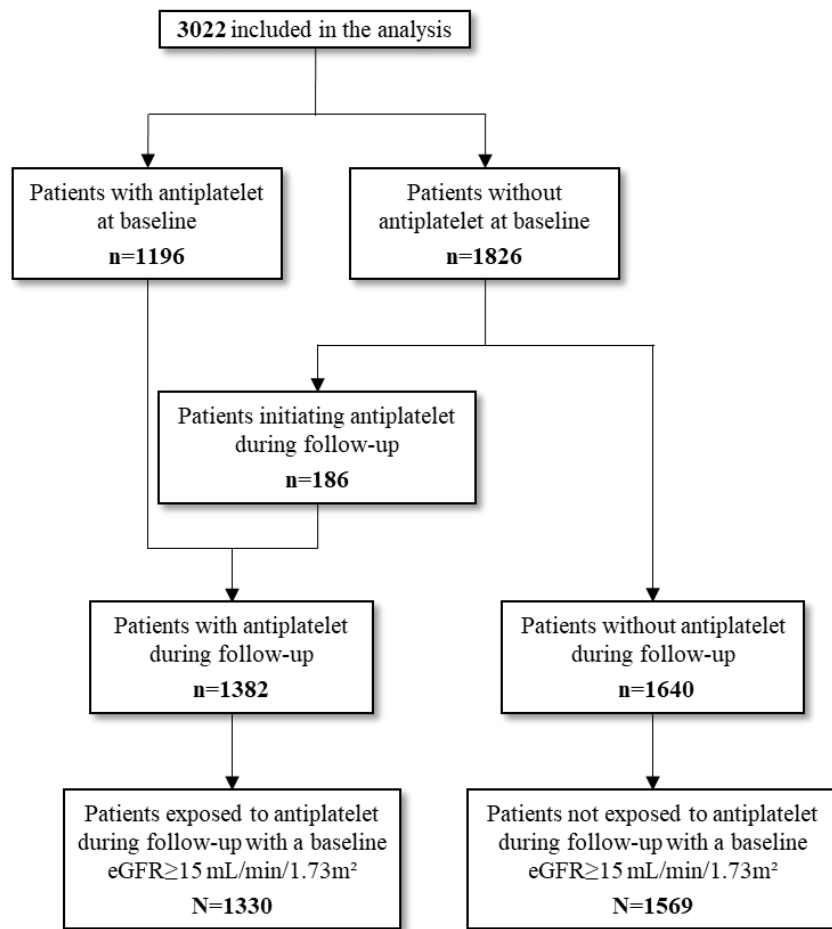 3022 included in the analysis
Patients with antiplatelet
at baseline
n=1196
Patients without
antiplatelet at baseline
n=1826
Patients initiating antiplatelet
during follow-up
n=186
Patients with antiplatelet
during follow-up
n=1382
Patients without antiplatelet
during follow-up
n=1640
Patients exposed to antiplatelet
during follow-up with a baseline
eGFR≥15 mL/min/1.73m²
N=1330
Patients not exposed to antiplatelet
during follow-up with a baseline
eGFR≥15 mL/min/1.73m²
N=1569